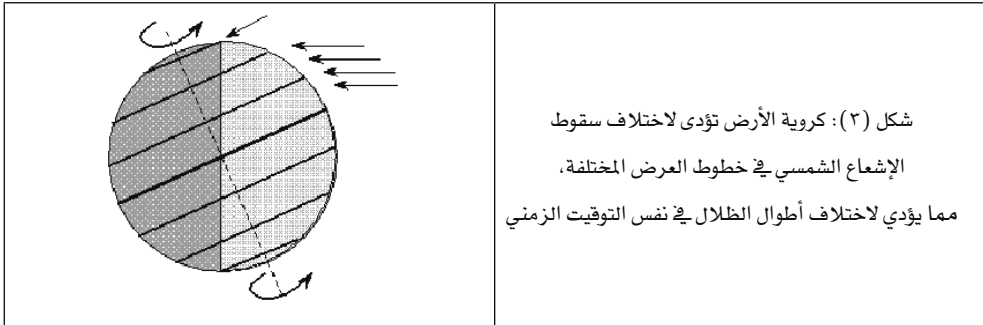 شكل (٣): كروية الأرض تؤدى لاختلاف سقوط
الإشعاع الشمسي في خطوط العرض المختلفة،
مما يؤدي لاختلاف أطوال الظلال في نفس التوقيت الزمني